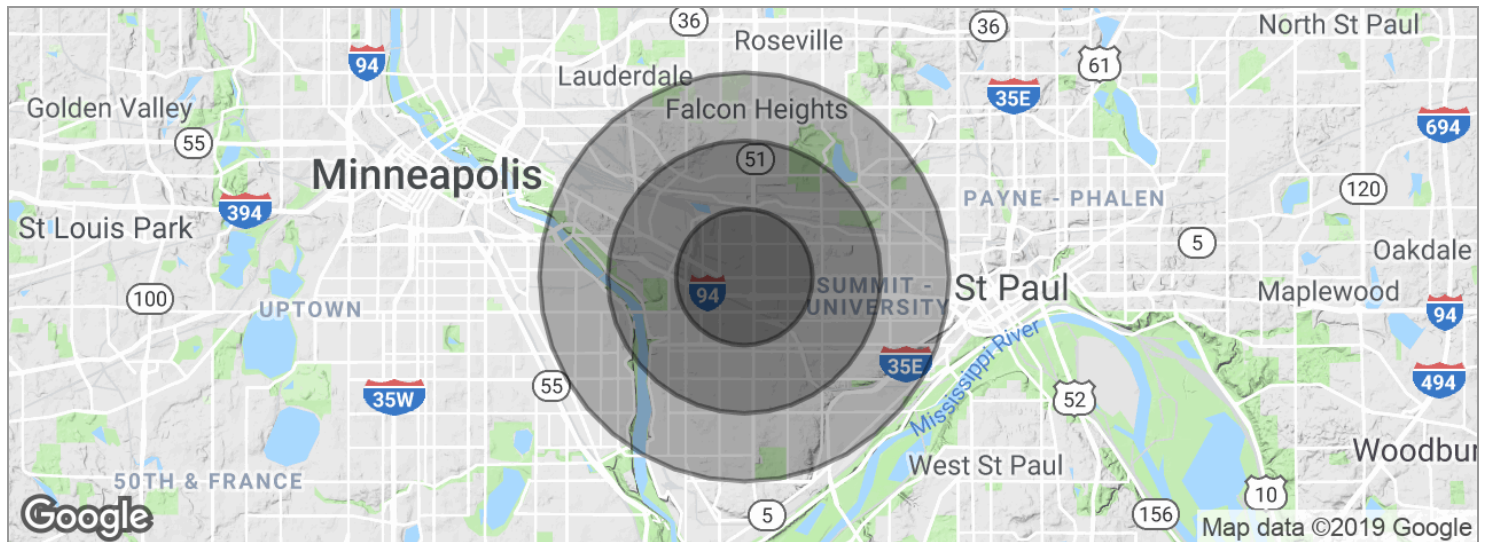 36
Roseville
36
North St Paul
94
61
Lauderdale
35E
Golden Valley
Falcon Heights
694
55
51
Minneapolis
120
PAYNE - PHALEN
394
St Louis Park
5
Oakdale
94
SUMMIT -
UNIVERSITY
St Paul
Maplewood
100
UPTOWN
94
Mississippi River
35E
55
35W
52
494
Woodbur
West St Paul
50TH & FRANCE
10
Google
5
156
Map data ©2019 Google